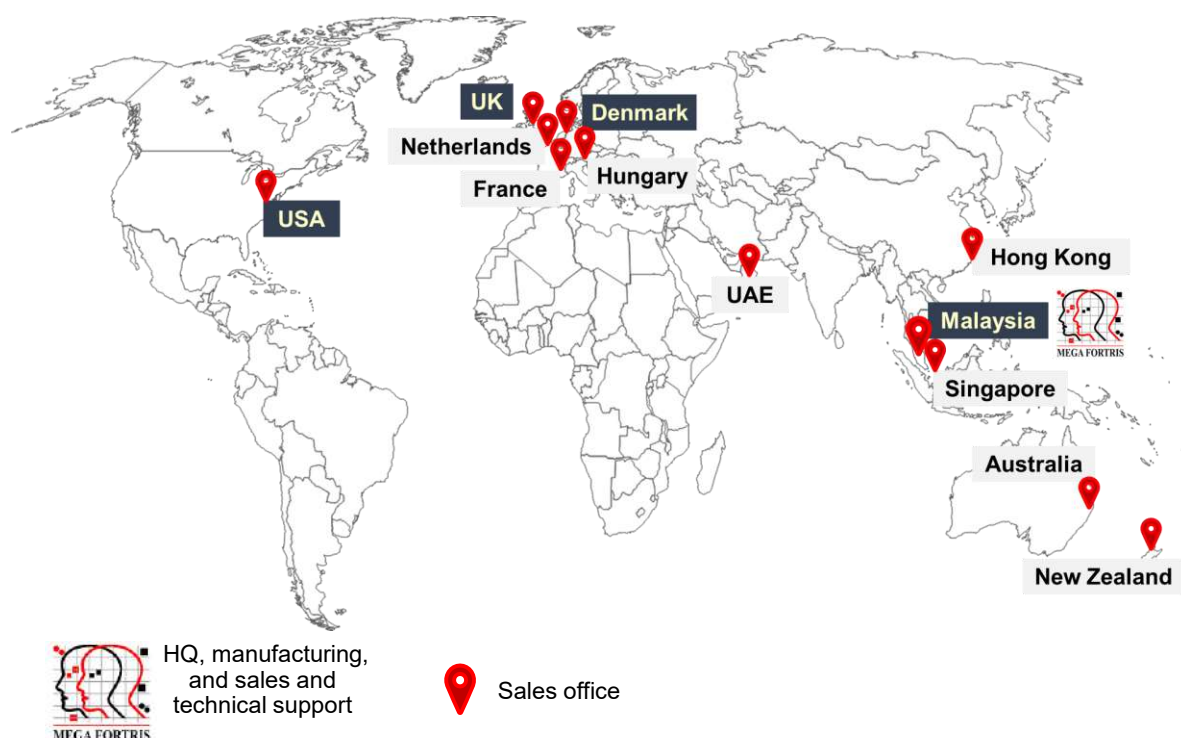 UK
Denmark
Netherlands
France
Hungary
USA
Hong Kong
UAE
Malaysia
MEGA FORTRIS
Singapore
Australia
New Zealand
HQ, manufacturing,
and sales and
technical support
Sales office
MEGA FORTRIS